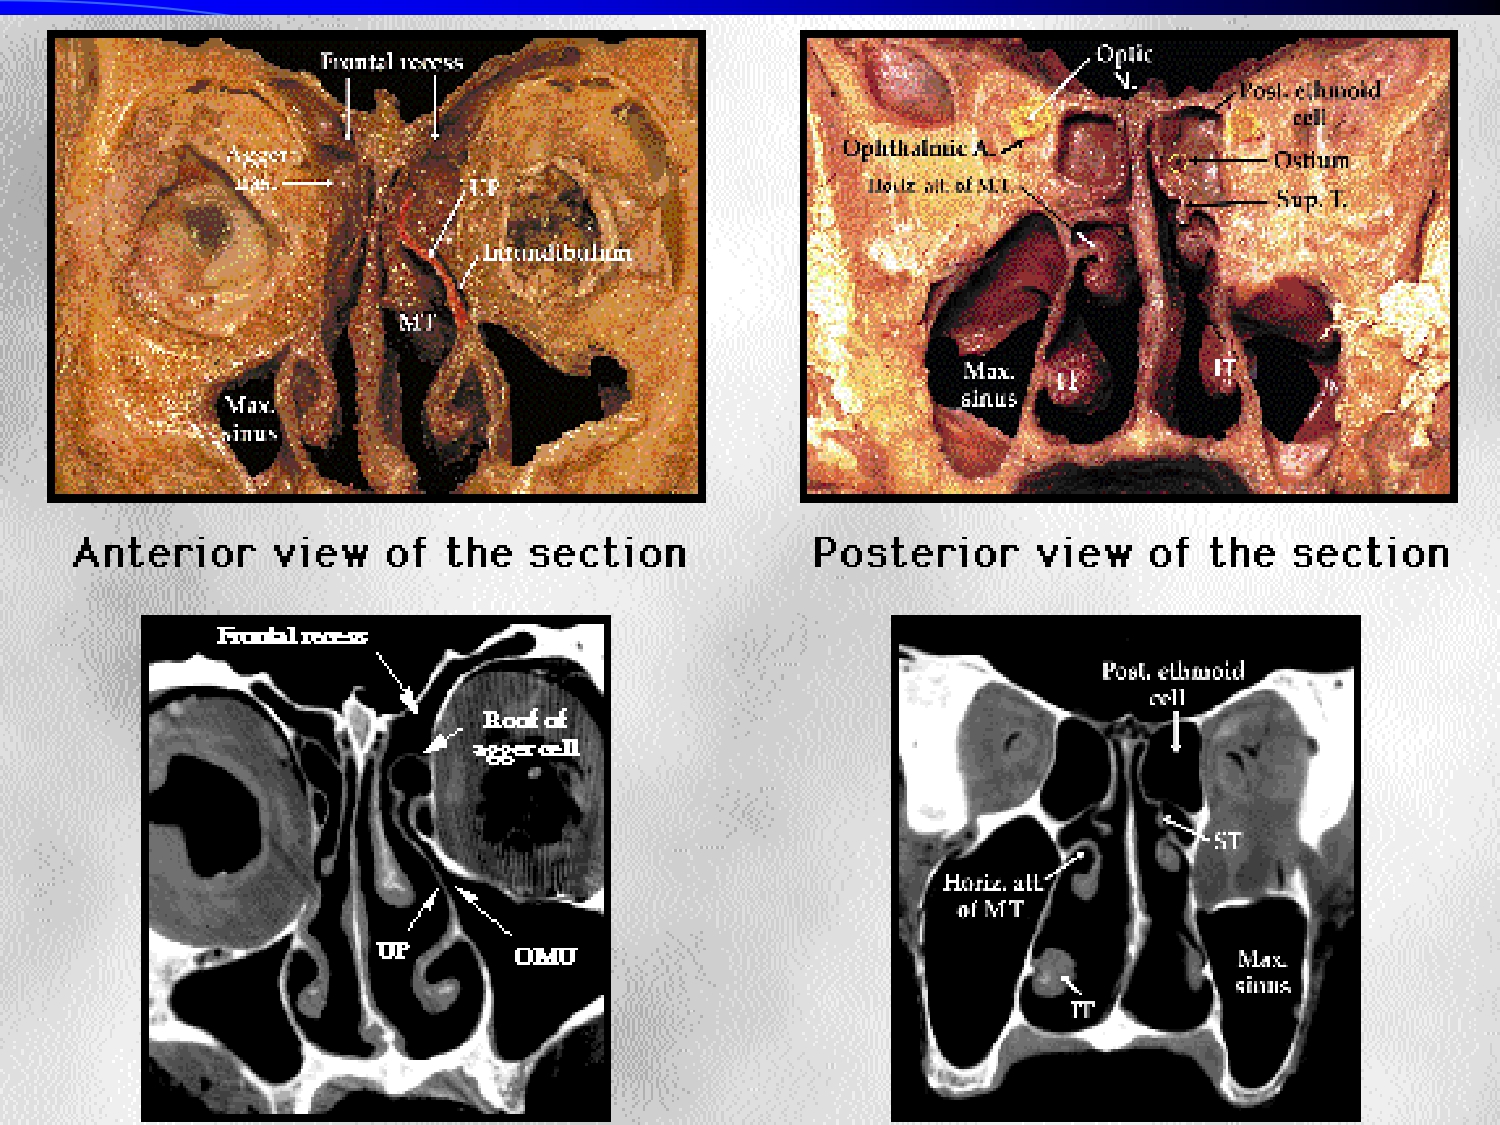 Frontal recess
Agger
nas.
UP
Infundibulum
MT
Max.
sinus
Optic
Post. ethmoid
cell
Ophthalmic A.
Ostium
Horiz. att. of M.T.
Sup. T.
Max.
sinus
IT
IT
Anterior view of the section
Posterior view of the section
Frontal recess
Roof of
agger cell
UP
OMU
Post. ethmoid
cell
ST
Horiz. att.
of MT
Max.
sinus
IT